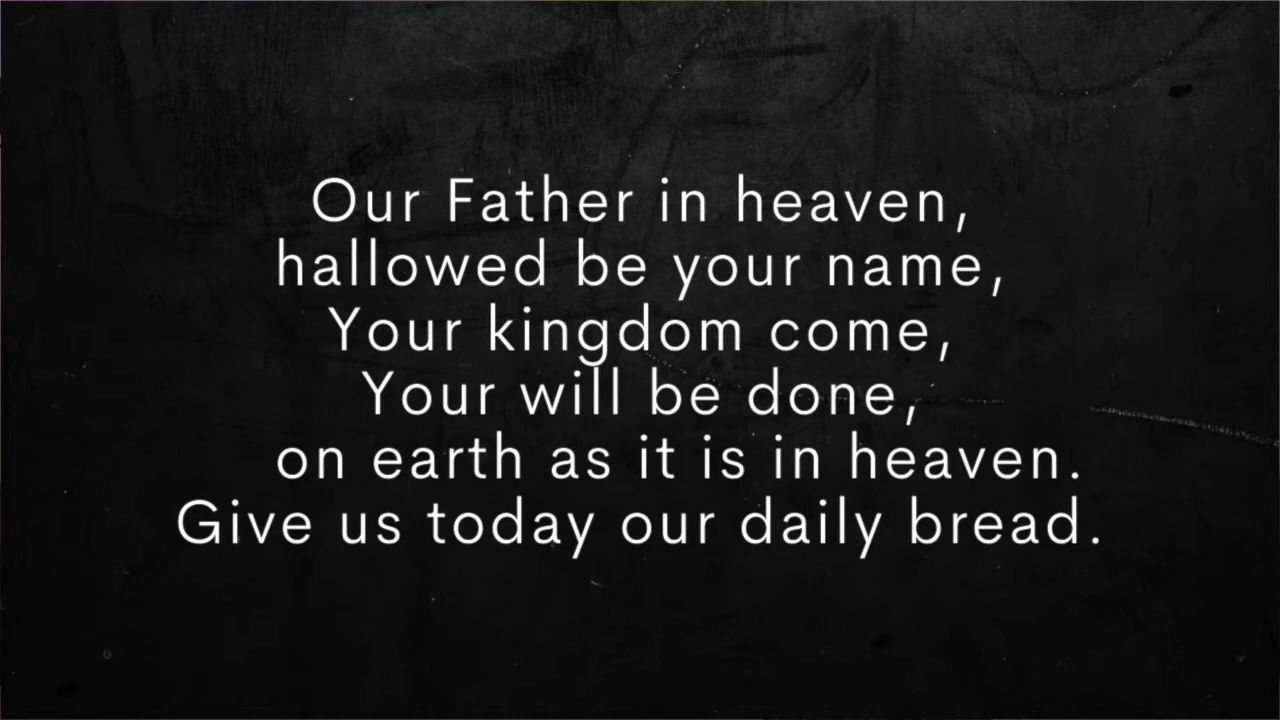 Our Father in heaven,
hallowed be your name,
Your kingdom come,
Your will be done,
on earth as it is in heaven.
Give us today our daily bread.